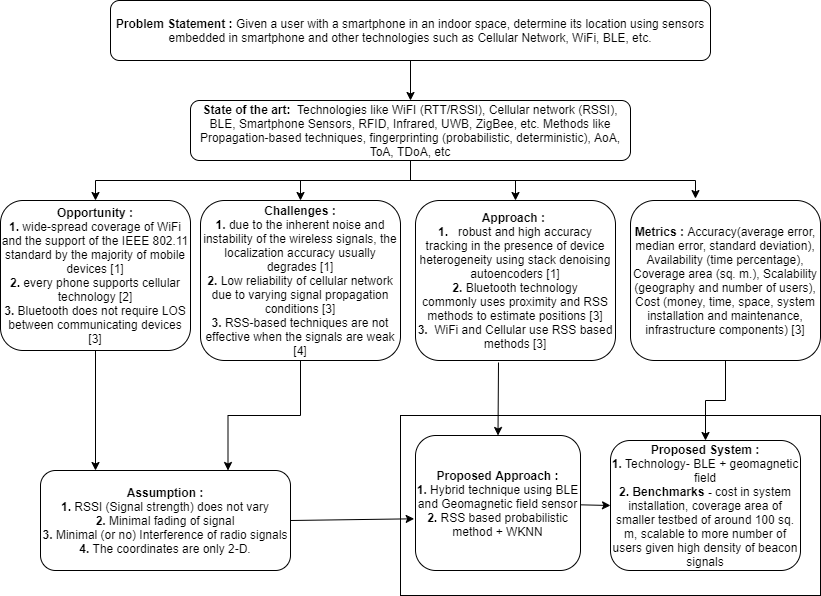 Problem Statement : Given a user with a smartphone in an indoor space, determine its location using sensors
embedded in smartphone and other technologies such as Cellular Network, WiFi, BLE, etc.
State of the art: Technologies like WiFI (RTT/RSSI), Cellular network (RSSI),
BLE, Smartphone Sensors, RFID, Infrared, UWB, ZigBee, etc. Methods like
Propagation-based techniques, fingerprinting (probabilistic, deterministic), AoA,
ToA, TDoA, etc
Opportunity :
1. wide-spread coverage of WiFi
and the support of the IEEE 802.11
standard by the majority of mobile
devices [1]
2. every phone supports cellular
technology [2]
3. Bluetooth does not require LOS
between communicating devices
[3]
Challenges :
1. due to the inherent noise and
instability of the wireless signals, the
localization accuracy usually
degrades [1]
2. Low reliability of cellular network
due to varying signal propagation
conditions [3]
3. RSS-based techniques are not
effective when the signals are weak
[4]
Approach :
1. robust and high accuracy
tracking in the presence of device
heterogeneity using stack denoising
autoencoders [1]
2. Bluetooth technology
commonly uses proximity and RSS
methods to estimate positions [3]
3. WiFi and Cellular use RSS based
methods [3]
Metrics : Accuracy(average error,
median error, standard deviation),
Availability (time percentage),
Coverage area (sq. m.), Scalability
(geography and number of users),
Cost (money, time, space, system
installation and maintenance,
infrastructure components) [3]
Assumption :
1. RSSI (Signal strength) does not vary
2. Minimal fading of signal
3. Minimal (or no) Interference of radio signals
4. The coordinates are only 2-D.
Proposed Approach :
1. Hybrid technique using BLE
and Geomagnetic field sensor
2. RSS based probabilistic
method + WKNN
Proposed System :
1. Technology- BLE + geomagnetic
field
2. Benchmarks - cost in system
installation, coverage area of
smaller testbed of around 100 sq.
m, scalable to more number of
users given high density of beacon
signals